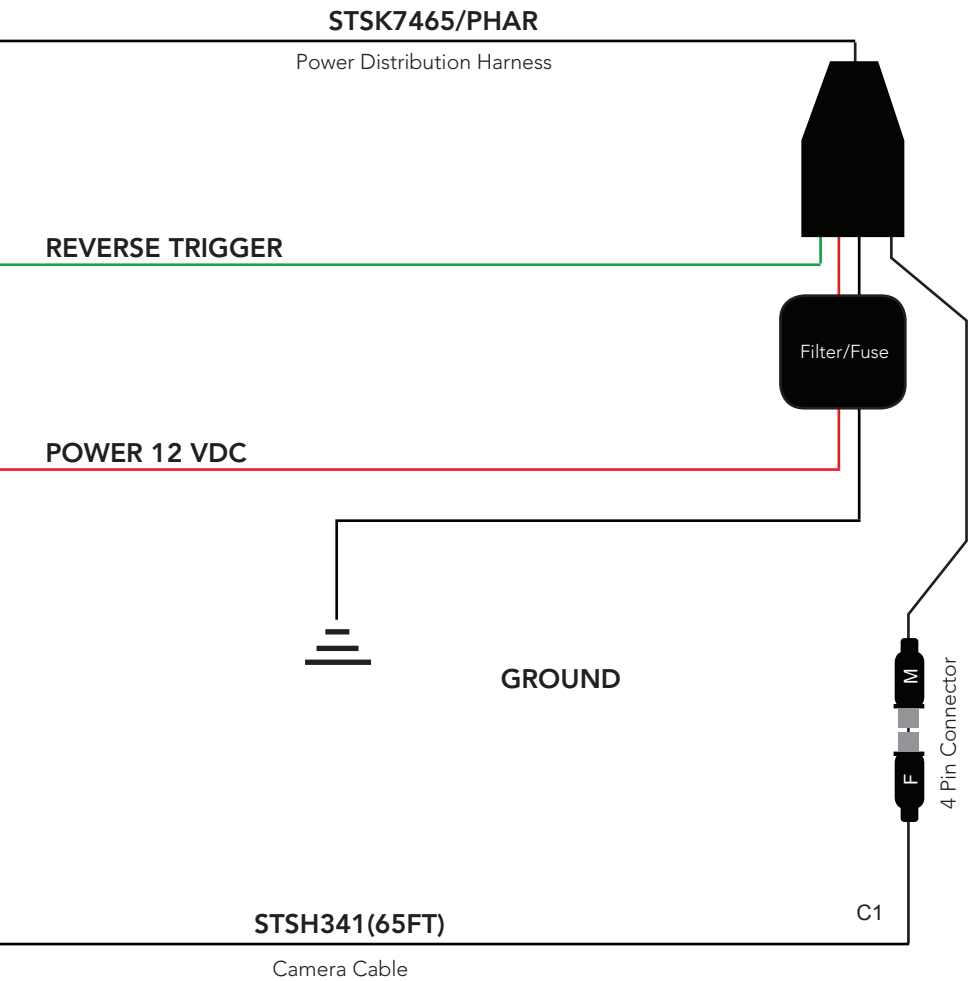 STSK7465/PHAR
Power Distribution Harness
REVERSE TRIGGER
Filter/Fuse
POWER 12 VDC
GROUND
M
4 Pin Connector
F
C1
STSH341(65FT)
Camera Cable